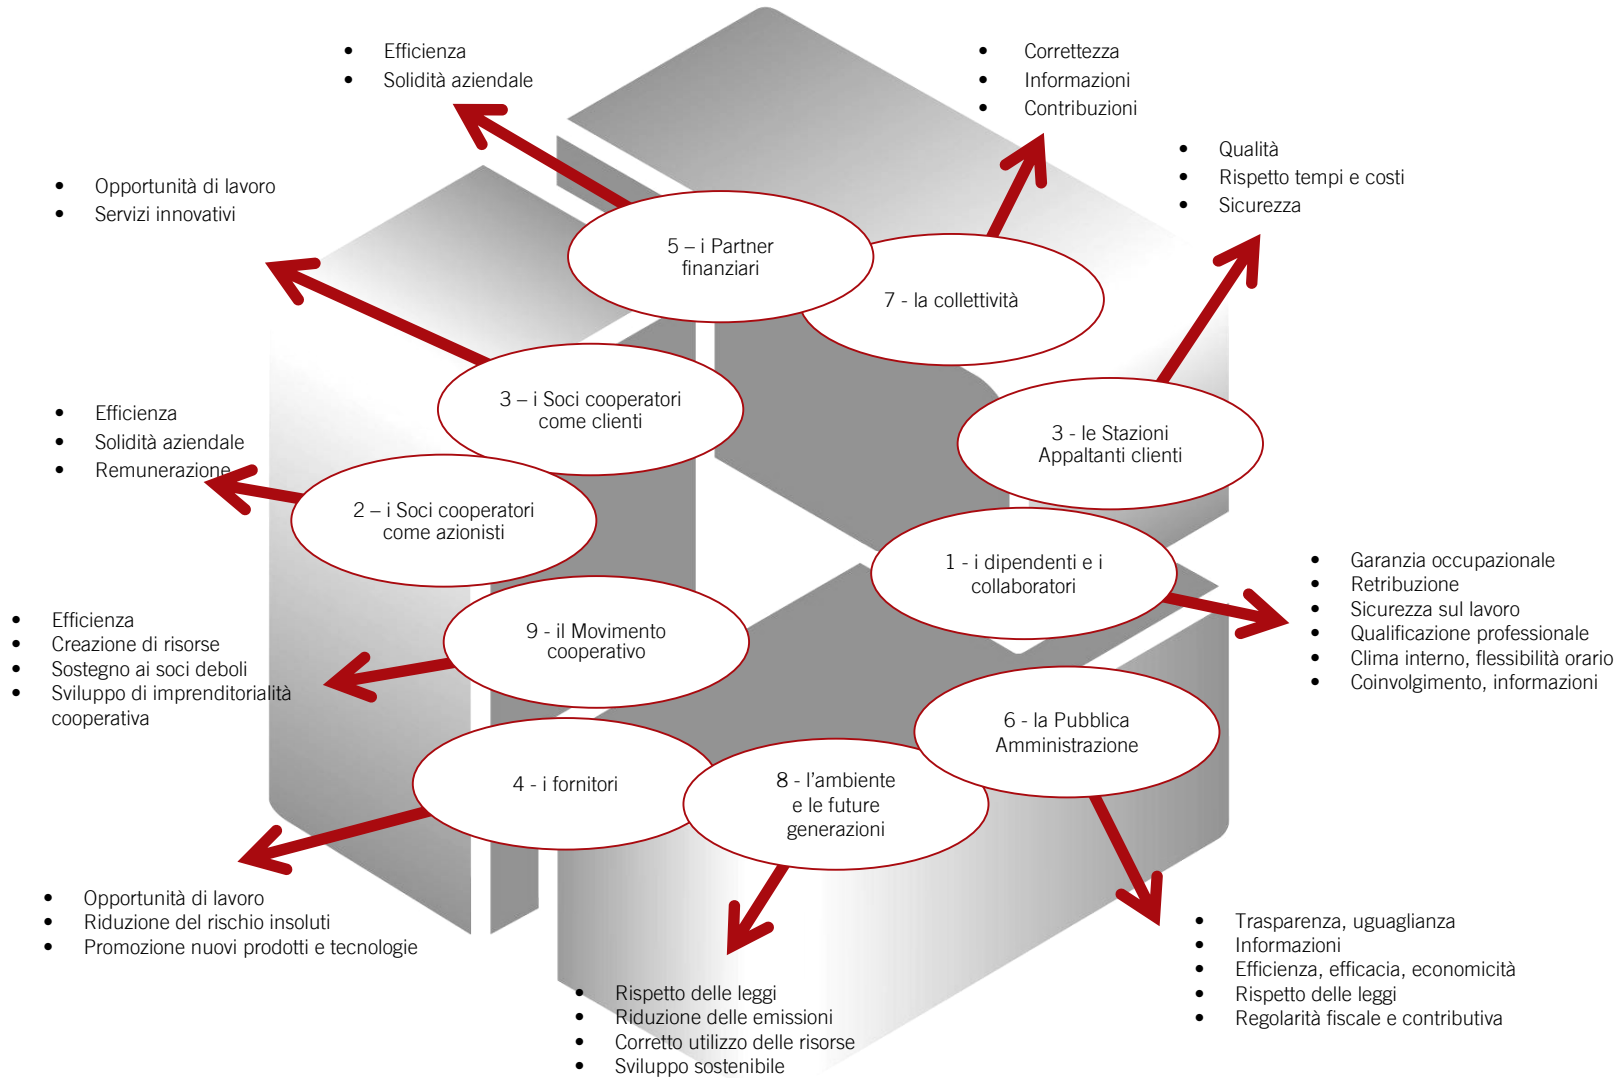 • Efficienza
• Solidità aziendale
• Correttezza
• Informazioni
• Contribuzioni
• Qualità
• Rispetto tempi e costi
• Sicurezza
• Opportunità di lavoro
• Servizi innovativi
5 – i Partner
finanziari
7 - la collettività
3 – i Soci cooperatori
come clienti
3 - le Stazioni
Appaltanti clienti
• Efficienza
• Solidità aziendale
• Remunerazione
2 – i Soci cooperatori
come azionisti
1 - i dipendenti e i
collaboratori
• Garanzia occupazionale
• Retribuzione
• Sicurezza sul lavoro
• Qualificazione professionale
• Clima interno, flessibilità orario
• Coinvolgimento, informazioni
• Efficienza
• Creazione di risorse
• Sostegno ai soci deboli
• Sviluppo di imprenditorialità
cooperativa
9 - il Movimento
cooperativo
6 - la Pubblica
Amministrazione
4 - i fornitori
8 - l'ambiente
e le future
generazioni
• Opportunità di lavoro
• Riduzione del rischio insoluti
• Promozione nuovi prodotti e tecnologie
• Trasparenza, uguaglianza
• Informazioni
• Efficienza, efficacia, economicità
• Rispetto delle leggi
• Regolarità fiscale e contributiva
• Rispetto delle leggi
• Riduzione delle emissioni
• Corretto utilizzo delle risorse
• Sviluppo sostenibile